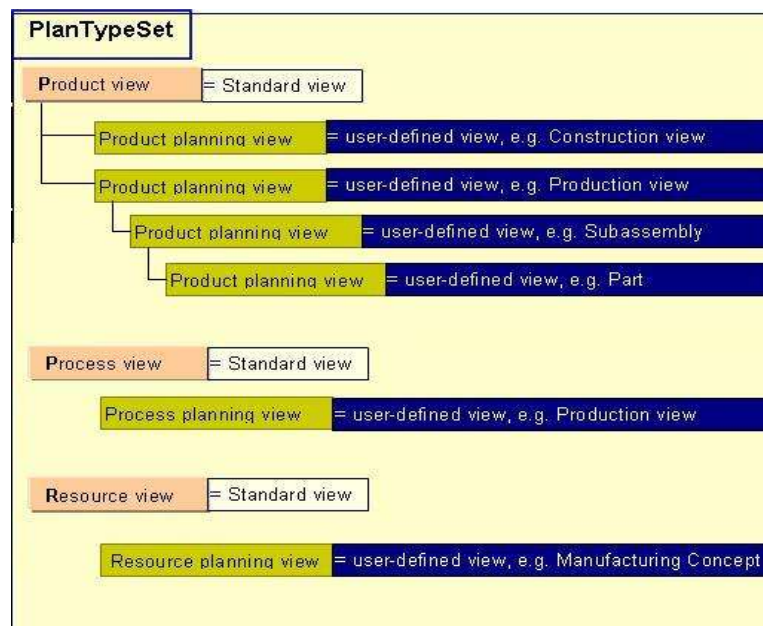 PlanTypeSet
Product view = Standard view
Product planning view = user-defined view, e.g. Construction view
Product planning view = user-defined view, e.g. Production view
Product planning view = user-defined view, e.g. Subassembly
Product planning view = user-defined view, e.g. Part
Process view = Standard view
Process planning view = user-defined view, e.g. Production view
Resource view = Standard view
Resource planning view = user-defined view, e.g. Manufacturing Concept